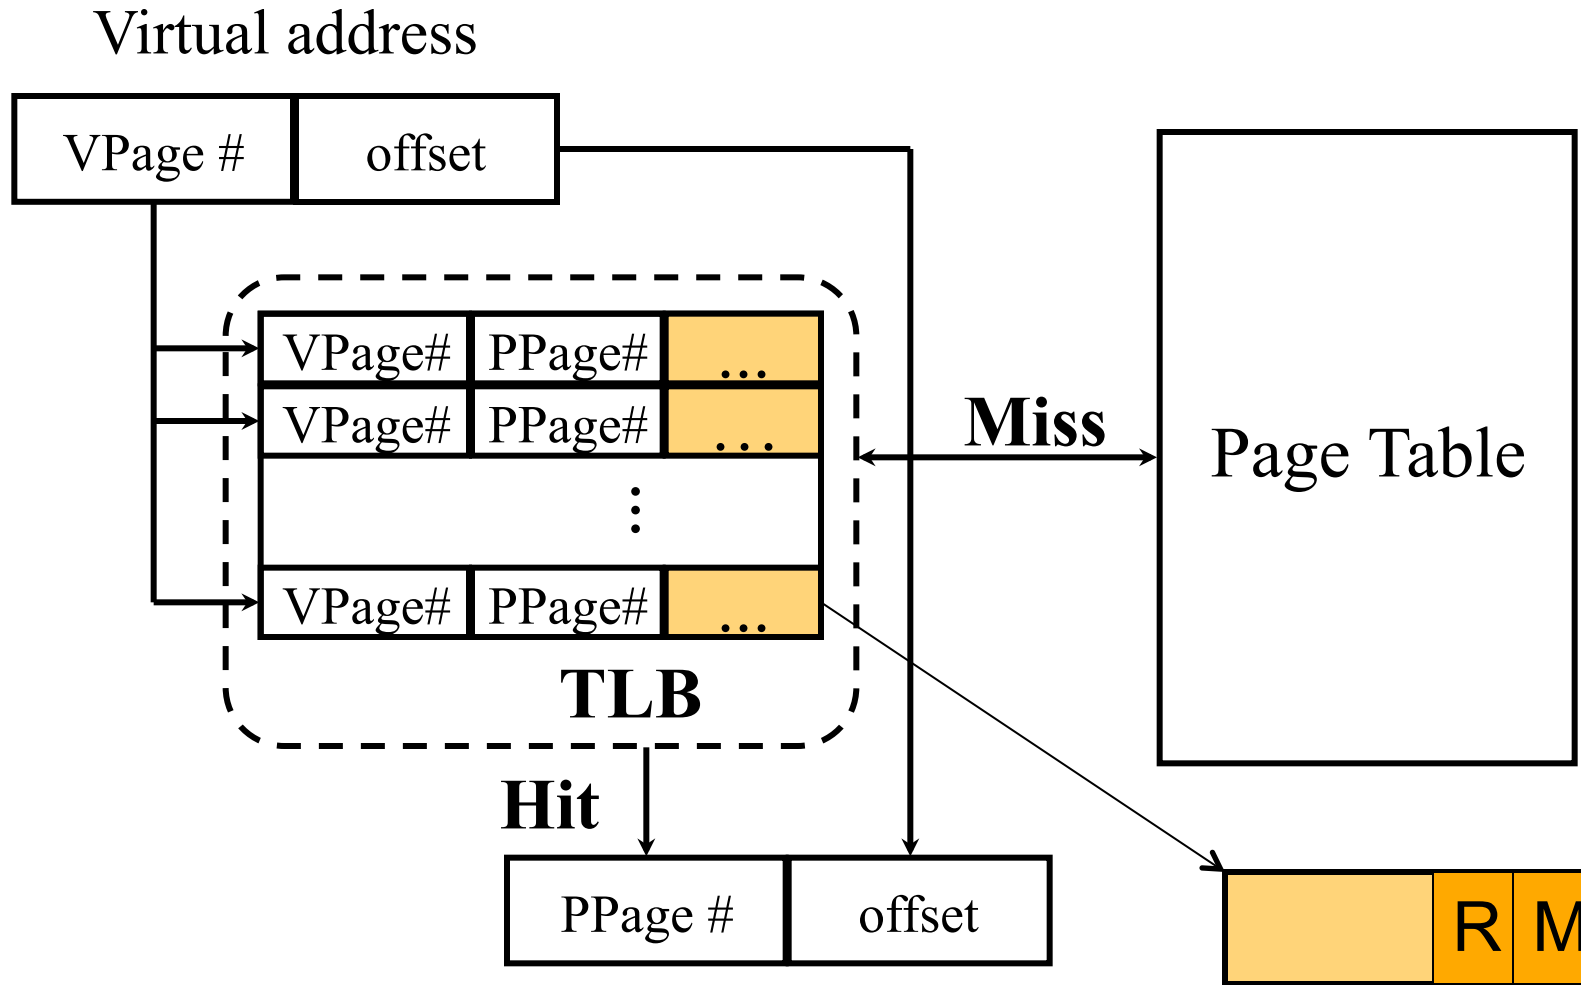 Virtual address
VPage # offset
VPage# PPage# ...
VPage# PPage# ...
⋮
VPage# PPage# ...
TLB
Miss
Page Table
Hit
PPage # offset
R M